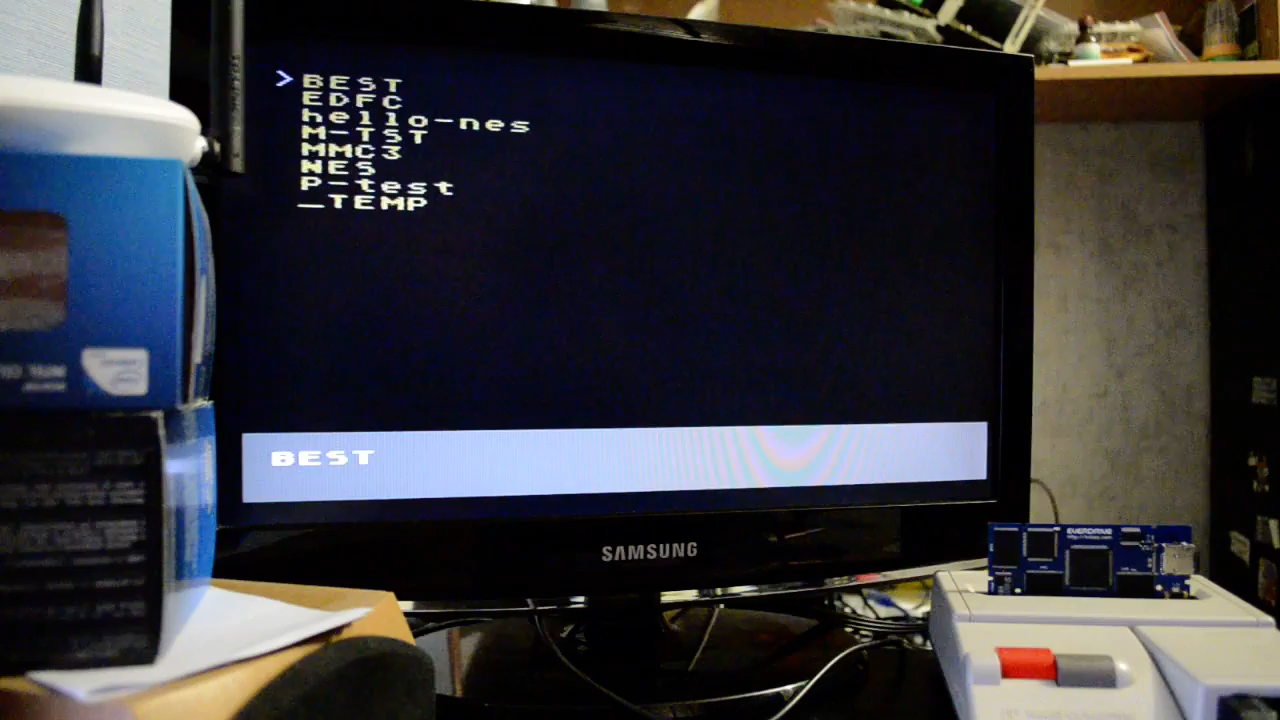 >BEST
EDFC
hello-nes
M-TST
MMC3
NES
P-test
_TEMP
BEST
SAMSUNG
EVERDRIVE